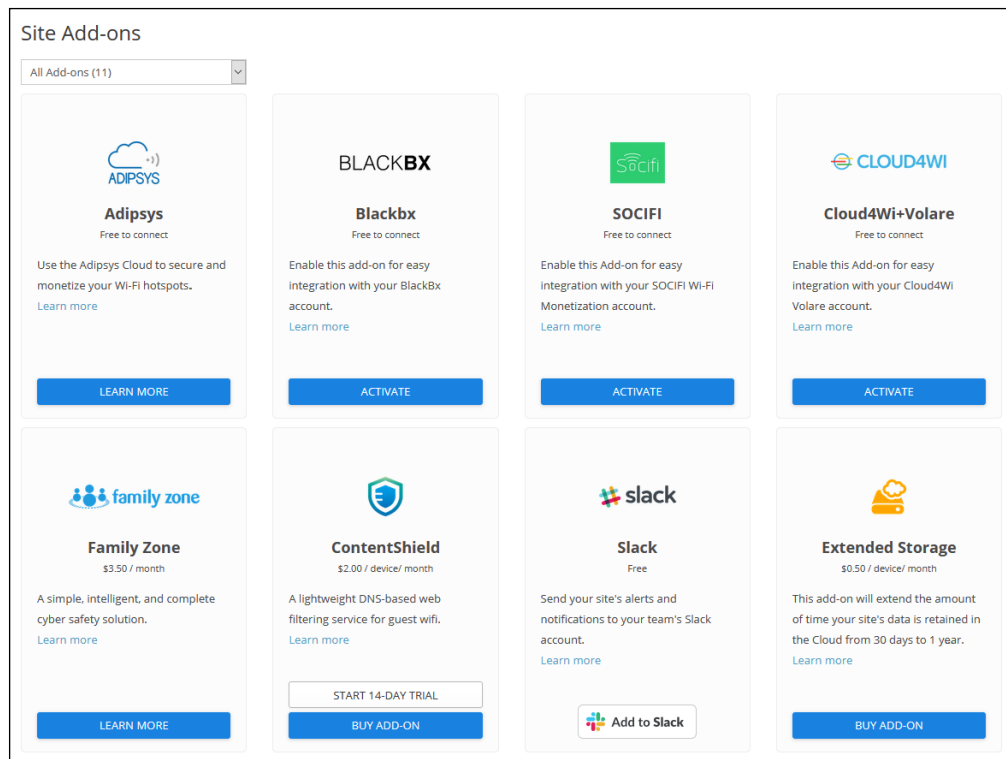 Site Add-ons
All Add-ons (11)
ADIPSYS
Adipsys
Free to connect
Use the Adipsys Cloud to secure and
monetize your Wi-Fi hotspots.
Learn more
LEARN MORE
BLACKBX
Blackbx
Free to connect
Enable this add-on for easy
integration with your BlackBx
account.
Learn more
ACTIVATE
Socifi
SOCIFI
Free to connect
Enable this Add-on for easy
integration with your SOCIFI Wi-Fi
Monetization account.
Learn more
ACTIVATE
CLOUD4WI
Cloud4Wi+Volare
Free to connect
Enable this Add-on for easy
integration with your Cloud4Wi
Volare account.
Learn more
ACTIVATE
family zone
Family Zone
$3.50 / month
A simple, intelligent, and complete
cyber safety solution.
Learn more
LEARN MORE
ContentShield
$2.00 / device/ month
A lightweight DNS-based web
filtering service for guest wifi.
Learn more
START 14-DAY TRIAL
BUY ADD-ON
slack
Slack
Free
Send your site's alerts and
notifications to your team's Slack
account.
Learn more
Add to Slack
Extended Storage
$0.50 / device/ month
This add-on will extend the amount
of time your site's data is retained in
the Cloud from 30 days to 1 year.
Learn more
BUY ADD-ON